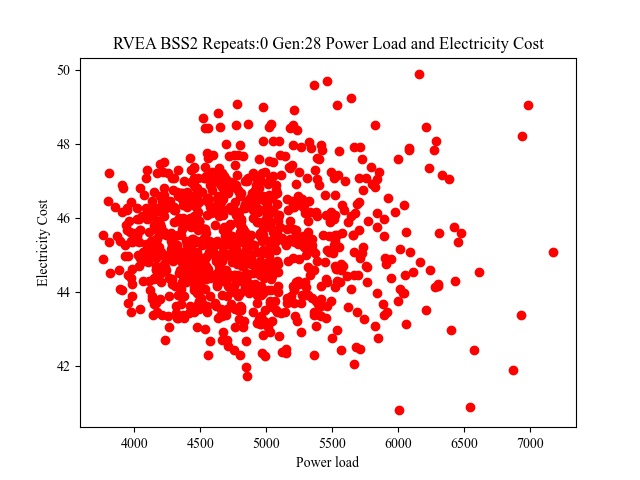 RVEA BSS2 Repeats:0 Gen:28 Power Load and Electricity Cost
50
48
46
44
42
Electricity Cost
4000 4500 5000 5500 6000 6500 7000
Power load